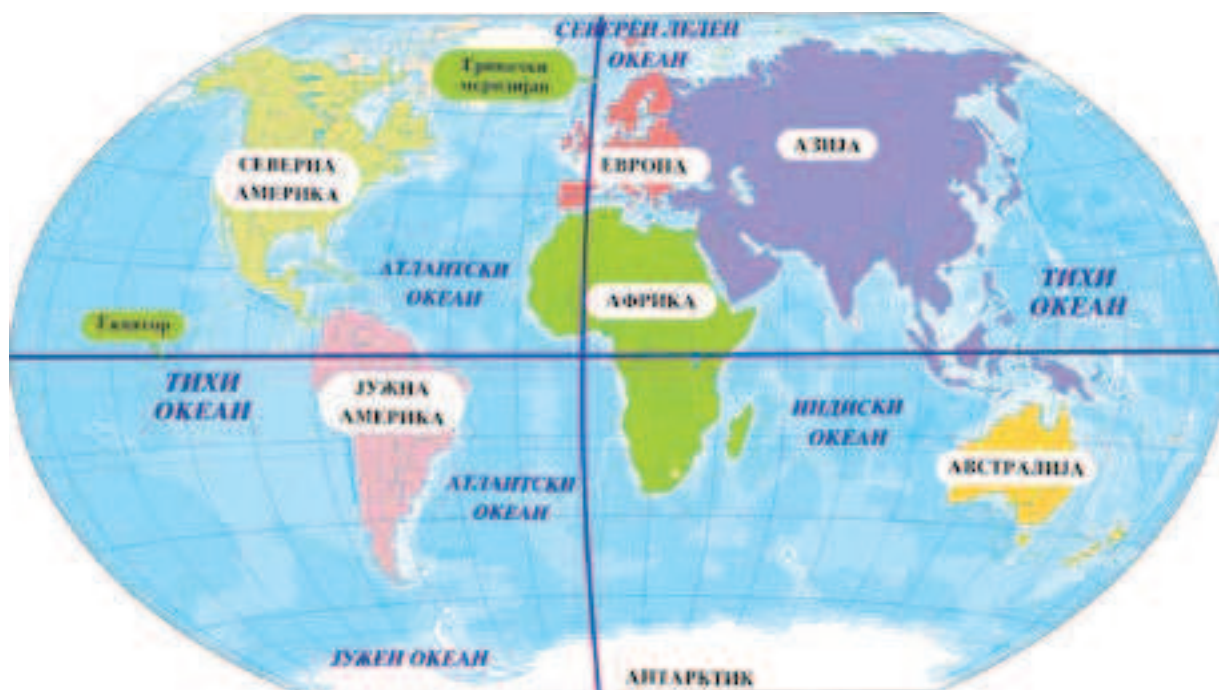 СЕВЕРЕН ЛЕДЕН
ОКЕАН
Гринички
меридијан
СЕВЕРНА
АМЕРИКА
ЕВРОПА
АЗИЈА
АТЛАНТСКИ
ОКЕАН
АФРИКА
ТИХИ
ОКЕАН
Екватор
ТИХИ
ОКЕАН
ЈУЖНА
АМЕРИКА
ИНДИСКИ
ОКЕАН
АВСТРАЛИЈА
АТЛАНТСКИ
ОКЕАН
ЈУЖЕН ОКЕАН
АНТАРКТИК